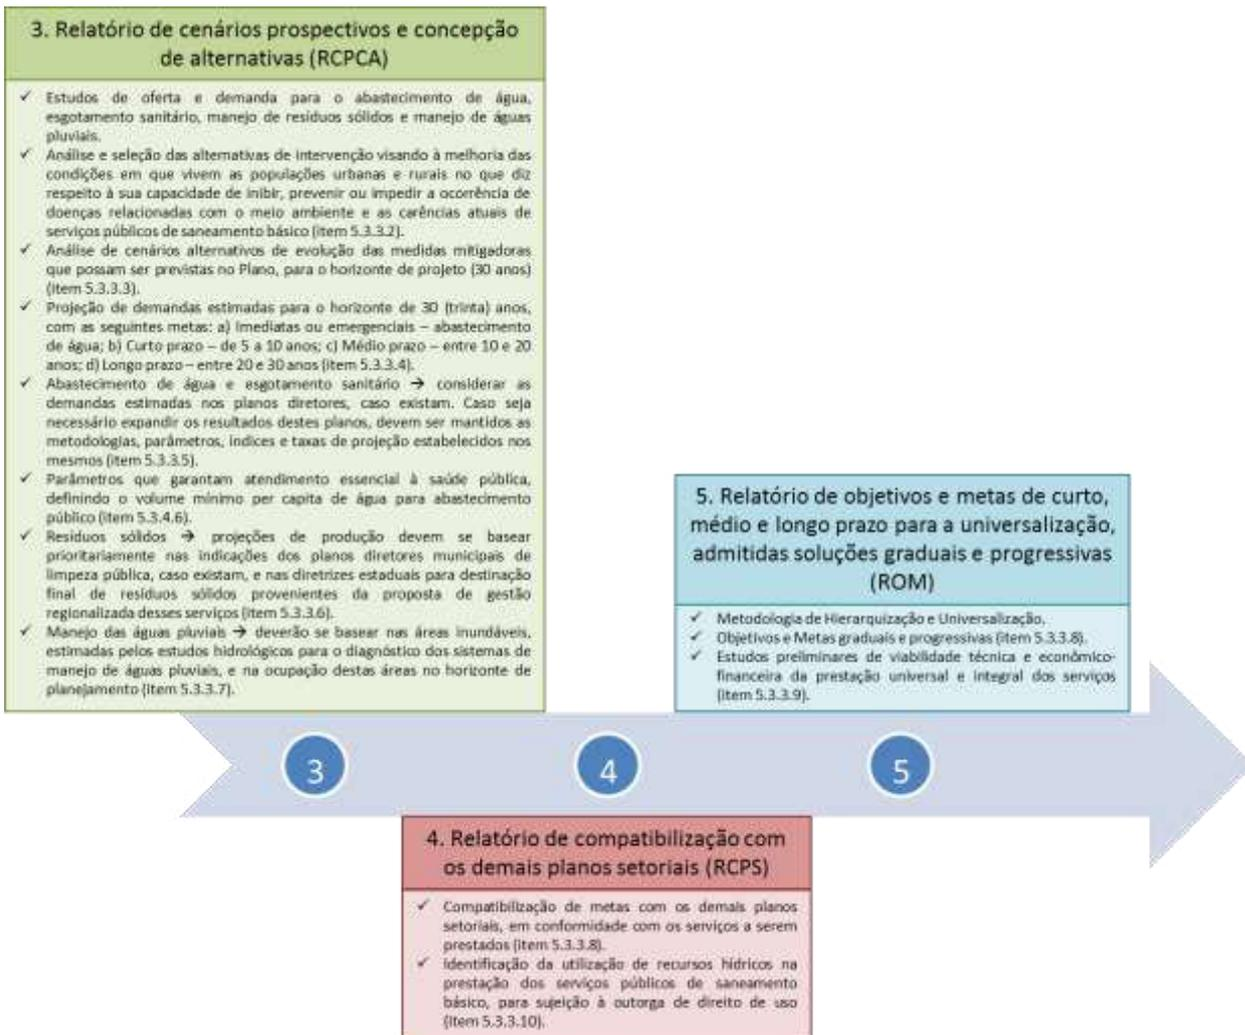 3. Relatório de cenários prospectivos e concepção
de alternativas (RCPCA)
✓ Estudos de oferta e demanda para o abastecimento de água,
esgotamento sanitário, manejo de resíduos sólidos e manejo de águas
pluviais.
✓ Análise e seleção das alternativas de intervenção visando à melhoria das
condições em que vivem as populações urbanas e rurais no que diz
respeito à sua capacidade de inibir, prevenir ou impedir a ocorrência de
doenças relacionadas com o meio ambiente e as carências atuais de
serviços públicos de saneamento básico (item 5.3.3.2).
✓ Análise de cenários alternativos de evolução das medidas mitigadoras
que possam ser previstas no Plano, para o horizonte de projeto (30 anos)
(item 5.3.3.3).
✓ Projeção de demandas estimadas para o horizonte de 30 (trinta) anos,
com as seguintes metas: a) Imediatas ou emergenciais – abastecimento
de água; b) Curto prazo – de 5 a 10 anos; c) Médio prazo – entre 10 e 20
anos; d) Longo prazo – entre 20 e 30 anos (item 5.3.3.4).
✓ Abastecimento de água e esgotamento sanitário → considerar as
demandas estimadas nos planos diretores, caso existam. Caso seja
necessário expandir os resultados destes planos, devem ser mantidos as
metodologias, parâmetros, índices e taxas de projeção estabelecidos nos
mesmos (item 5.3.3.5).
✓ Parâmetros que garantam atendimento essencial à saúde pública,
definindo o volume mínimo per capita de água para abastecimento
público (item 5.3.4.6).
✓ Resíduos sólidos → projeções de produção devem se basear
prioritariamente nas indicações dos planos diretores municipais de
limpeza pública, caso existam, e nas diretrizes estaduais para destinação
final de resíduos sólidos provenientes da proposta de gestão
regionalizada desses serviços (item 5.3.3.6).
✓ Manejo das águas pluviais → deverão se basear nas áreas inundáveis,
estimadas pelos estudos hidrológicos para o diagnóstico dos sistemas de
manejo de águas pluviais, e na ocupação destas áreas no horizonte de
planejamento (item 5.3.3.7).
5. Relatório de objetivos e metas de curto,
médio e longo prazo para a universalização,
admitidas soluções graduais e progressivas
(ROM)
✓ Metodologia de Hierarquização e Universalização.
✓ Objetivos e Metas graduais e progressivas (item 5.3.3.8).
✓ Estudos preliminares de viabilidade técnica e econômico-
financeira da prestação universal e integral dos serviços
(item 5.3.3.9).
3
4
5
4. Relatório de compatibilização com
os demais planos setoriais (RCPS)
✓ Compatibilização de metas com os demais planos
setoriais, em conformidade com os serviços a serem
prestados (item 5.3.3.8).
✓ Identificação da utilização de recursos hídricos na
prestação dos serviços públicos de saneamento
básico, para sujeição à outorga de direito de uso
(item 5.3.3.10).